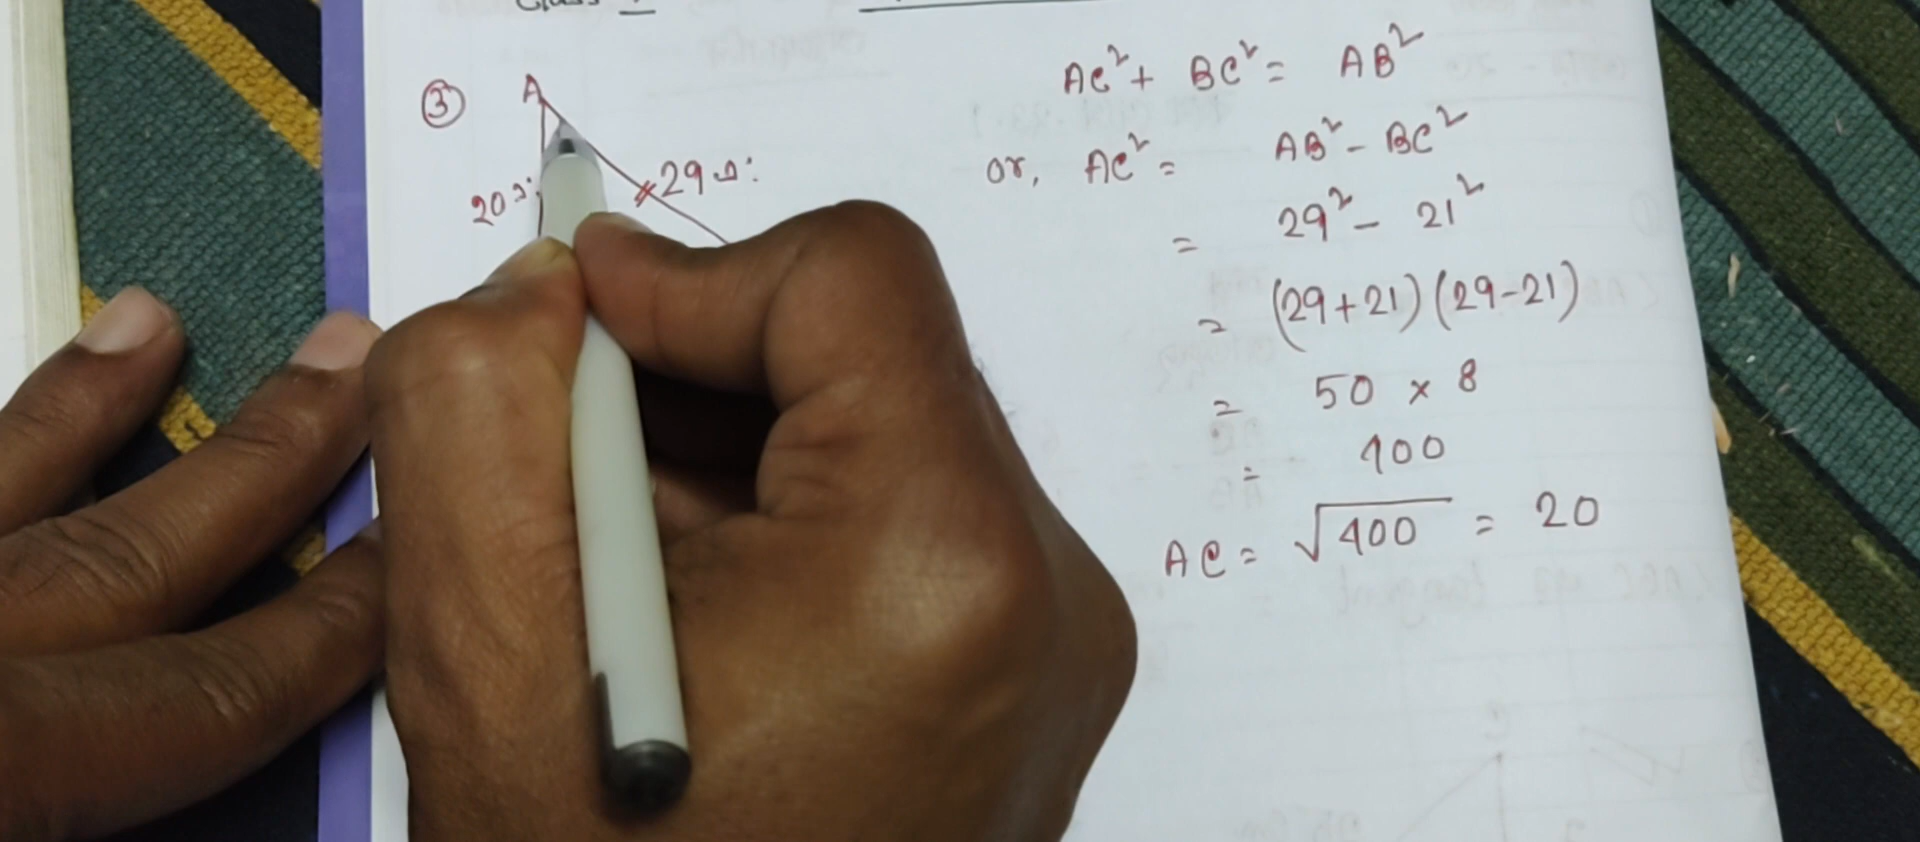 ③
A
20
29 এ:
AC² + BC² = AB²
or, AC² = AB² - BC²
= 29² - 21²
= (29+21) (29-21)
= 50 × 8
= 400
AC = √400 = 20